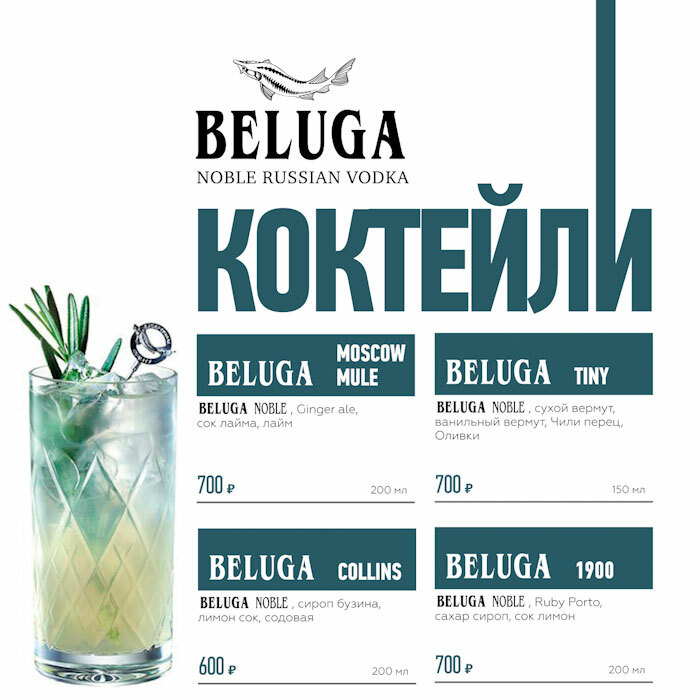 BELUGA
NOBLE RUSSIAN VODKA
КОКТЕЙЛИ
BELUGA MOSCOW
MULE
BELUGA NOBLE , Ginger ale,
сок лайма, лайм
700 ₽
200 мл
BELUGA TINY
BELUGA NOBLE , сухой вермут,
ванильный вермут, Чили перец,
Оливки
700 ₽
150 мл
BELUGA COLLINS
BELUGA NOBLE , сироп бузина,
лимон сок, содовая
600 ₽
200 мл
BELUGA 1900
BELUGA NOBLE , Ruby Porto,
сахар сироп, сок лимон
700 ₽
200 мл